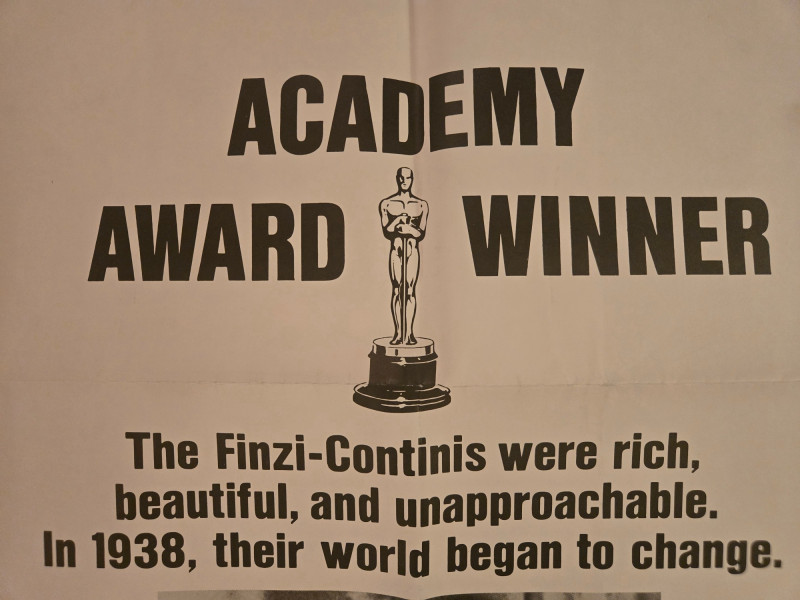 ACADEMY
AWARD WINNER
The Finzi-Continis were rich,
beautiful, and unapproachable.
In 1938, their world began to change.